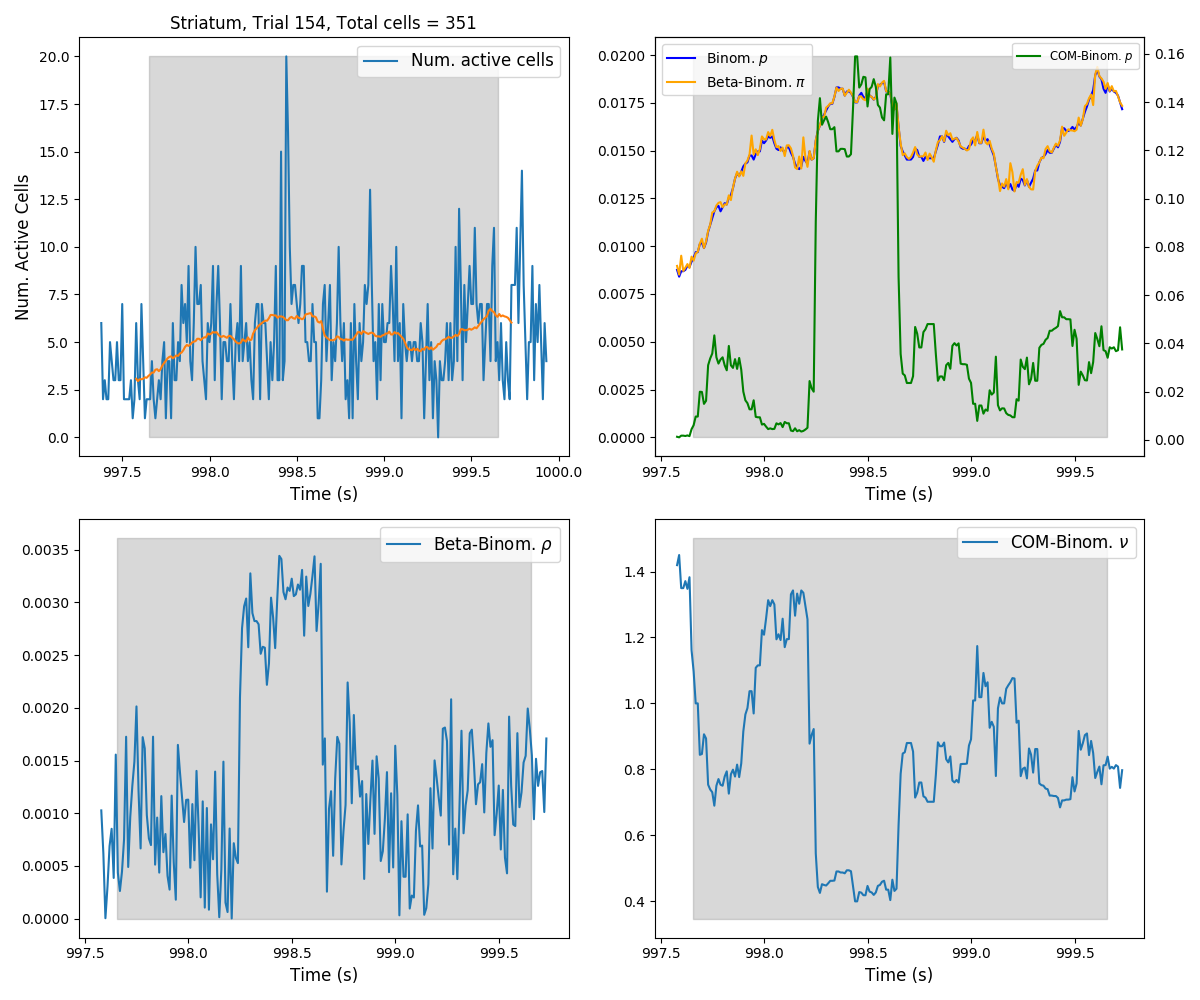 Striatum, Trial 154, Total cells = 351
Num. Active Cells
20.0
17.5
15.0
12.5
10.0
7.5
5.0
2.5
0.0
Num. active cells
997.5 998.0 998.5 999.0 999.5 1000.0
Time (s)
0.0200
0.0175
0.0150
0.0125
0.0100
0.0075
0.0050
0.0025
0.0000
Binom. p
Beta-Binom. π
COM-Binom. p
0.16
0.14
0.12
0.10
0.08
0.06
0.04
0.02
0.00
997.5 998.0 998.5 999.0 999.5
Time (s)
0.0035
0.0030
0.0025
0.0020
0.0015
0.0010
0.0005
0.0000
Beta-Binom. ρ
997.5 998.0 998.5 999.0 999.5
Time (s)
1.4
1.2
1.0
0.8
0.6
0.4
COM-Binom. ν
997.5 998.0 998.5 999.0 999.5
Time (s)